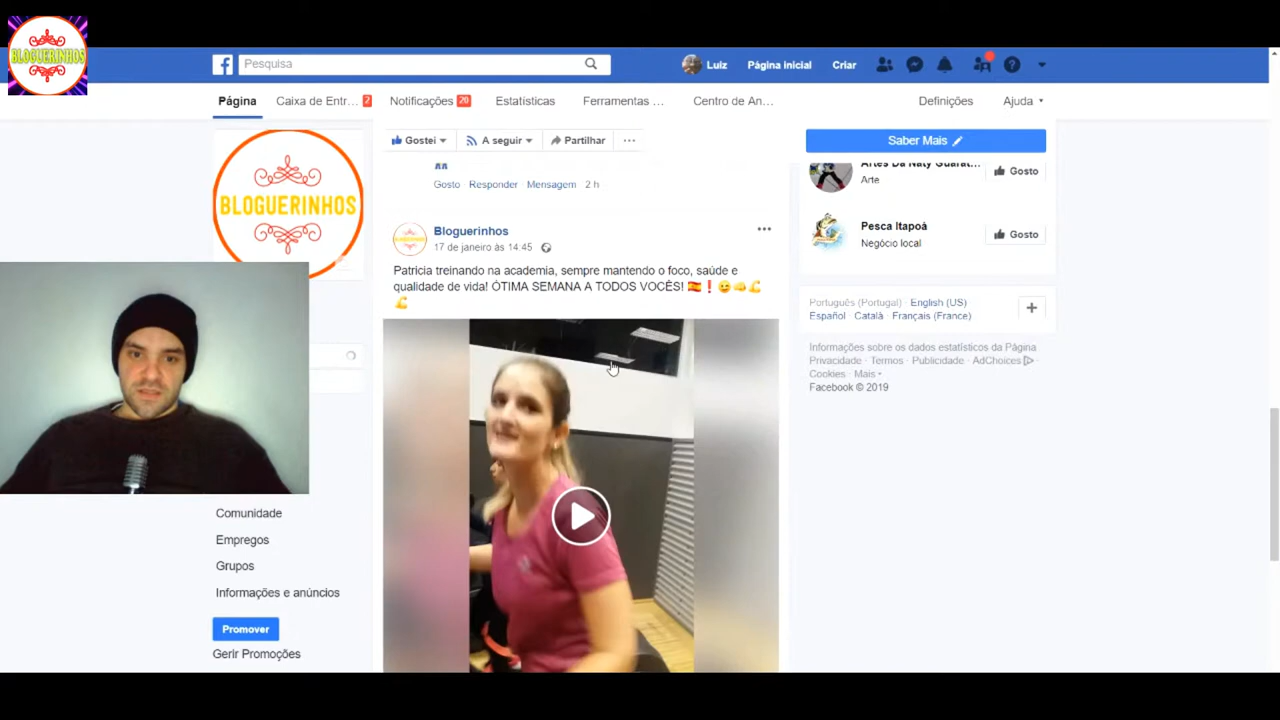 BLOGUERINHOS
Pesquisa
Luiz
Página inicial
Criar
Página
Caixa de Entr... 2
Notificações 20
Estatísticas
Ferramentas ...
Centro de An...
Definições
Ajuda
Gostei
A seguir
Partilhar
Saber Mais
BLOGUERINHOS
Gosto Responder Mensagem 2 h
Bloguerinhos
17 de janeiro às 14:45
Patricia treinando na academia, sempre mantendo o foco, saúde e
qualidade de vida! ÓTIMA SEMANA A TODOS VOCÊS! 🇪🇸❗😉👊💪
💪
Artes Da Naty Guarat...
Arte
Gosto
Pesca Itapoá
Negócio local
Gosto
Português (Portugal) · English (US)
Español · Català · Français (France)
Informações sobre os dados estatísticos da Página
Privacidade · Termos · Publicidade · AdChoices
Cookies · Mais
Facebook © 2019
Comunidade
Empregos
Grupos
Informações e anúncios
Promover
Gerir Promoções